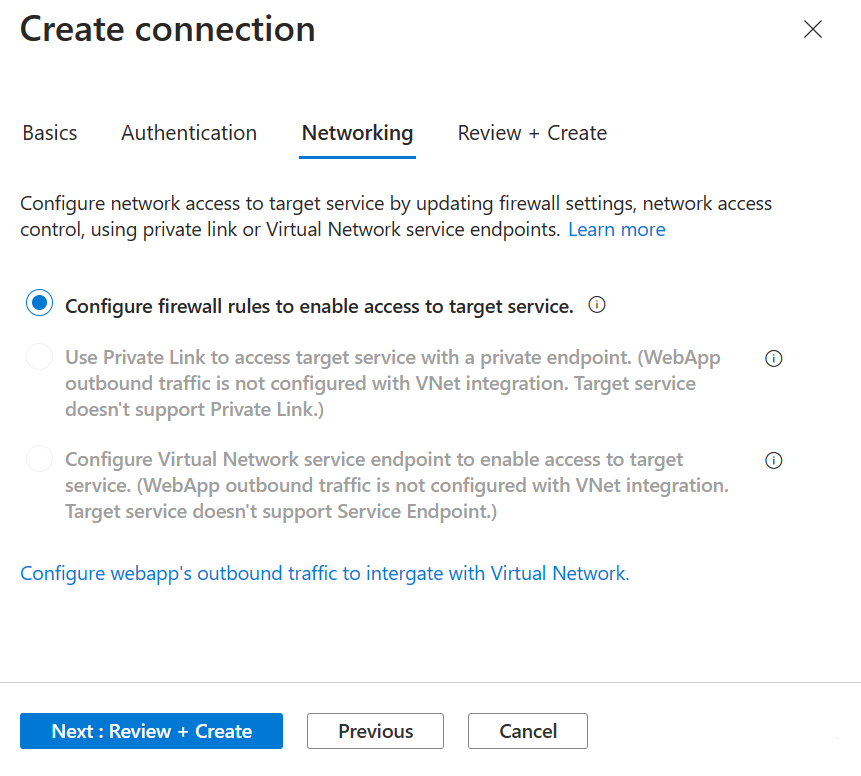 Create connection
Basics Authentication Networking Review + Create
Configure network access to target service by updating firewall settings, network access
control, using private link or Virtual Network service endpoints. Learn more
Configure firewall rules to enable access to target service.
Use Private Link to access target service with a private endpoint. (WebApp
outbound traffic is not configured with VNet integration. Target service
doesn't support Private Link.)
Configure Virtual Network service endpoint to enable access to target
service. (WebApp outbound traffic is not configured with VNet integration.
Target service doesn't support Service Endpoint.)
Configure webapp's outbound traffic to intergate with Virtual Network.
Next : Review + Create Previous Cancel